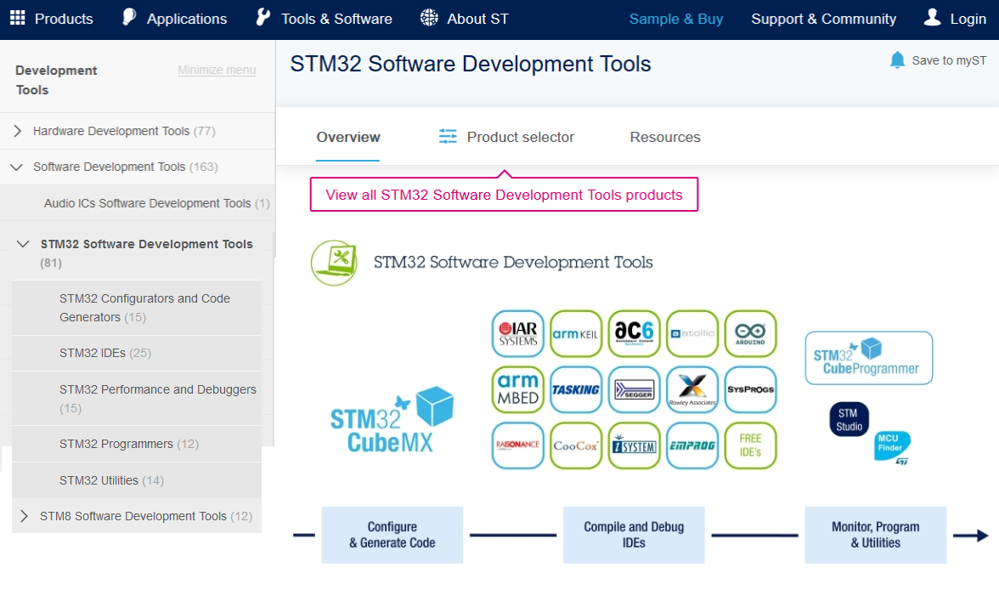 Products
Applications
Tools & Software
About ST
Sample & Buy
Support & Community
Login
Development
Tools
Minimize menu
Hardware Development Tools (77)
Software Development Tools (163)
Audio ICs Software Development Tools (1)
STM32 Software Development Tools
(81)
STM32 Configurators and Code
Generators (15)
STM32 IDEs (25)
STM32 Performance and Debuggers
(15)
STM32 Programmers (12)
STM32 Utilities (14)
STM8 Software Development Tools (12)
STM32 Software Development Tools
Save to myST
Overview
Product selector
Resources
View all STM32 Software Development Tools products
STM32 Software Development Tools
STM32
CubeMX
IAR
SYSTEMS
arm KEIL
ac6
atollic
ARDUINO
arm
MBED
TASKING
SEGGER
Rowley Associates
SYSPROGS
RAISONANCE
CooCox
iSYSTEM
EMPROG
FREE
IDE's
STM32
CubeProgrammer
STM
Studio
MCU
Finder
ST
Configure
& Generate Code
Compile and Debug
IDEs
Monitor, Program
& Utilities